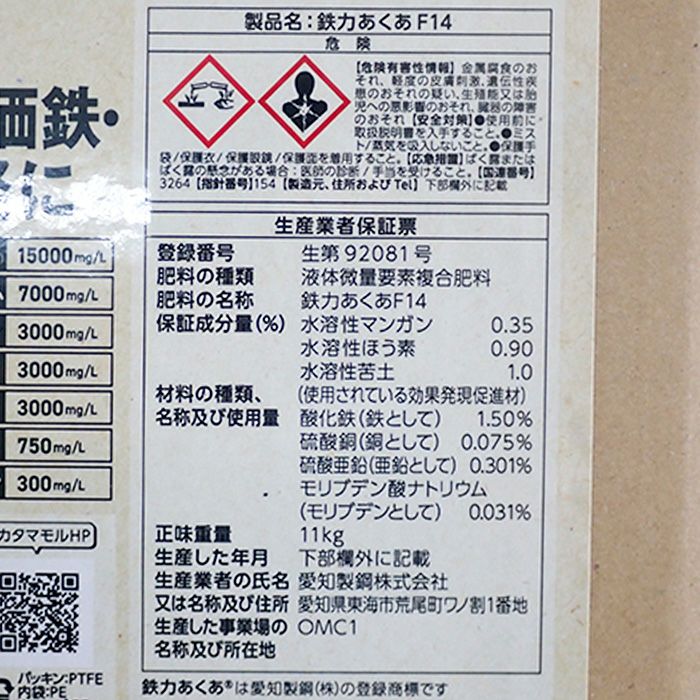 価鉄・
に
15000mg/L
7000mg/L
3000mg/L
3000mg/L
3000mg/L
750mg/L
300mg/L
カタマモルHP
パッキン:PTFE
内袋:PE
製品名：鉄力あくあF14
危 険
【危険有害性情報】金属腐食のお
それ、軽度の皮膚刺激、遺伝性疾
患のおそれの疑い、生殖能又は胎
児への悪影響のおそれ、臓器の障害
のおそれ【安全対策】●使用前に
取扱説明書を入手すること。●ミス
ト/蒸気を吸入しないこと。●保護手
袋/保護衣/保護眼鏡/保護面を着用すること。【応急措置】ばく露または
ばく露の懸念がある場合：医師の診断/手当を受けること。【国連番号】
3264【指針番号】154【製造元、住所およびTel】下部欄外に記載
生産業者保証票
登録番号 生第92081号
肥料の種類 液体微量要素複合肥料
肥料の名称 鉄力あくあF14
保証成分量(%) 水溶性マンガン 0.35
水溶性ほう素 0.90
水溶性苦土 1.0
材料の種類、 (使用されている効果発現促進材)
名称及び使用量 酸化鉄(鉄として) 1.50%
硫酸銅(銅として) 0.075%
硫酸亜鉛(亜鉛として) 0.301%
モリブデン酸ナトリウム
(モリブデンとして) 0.031%
正味重量 11kg
生産した年月 下部欄外に記載
生産業者の氏名 愛知製鋼株式会社
又は名称及び住所 愛知県東海市荒尾町ワノ割1番地
生産した事業場の OMC1
名称及び所在地
鉄力あくあ®は愛知製鋼(株)の登録商標です